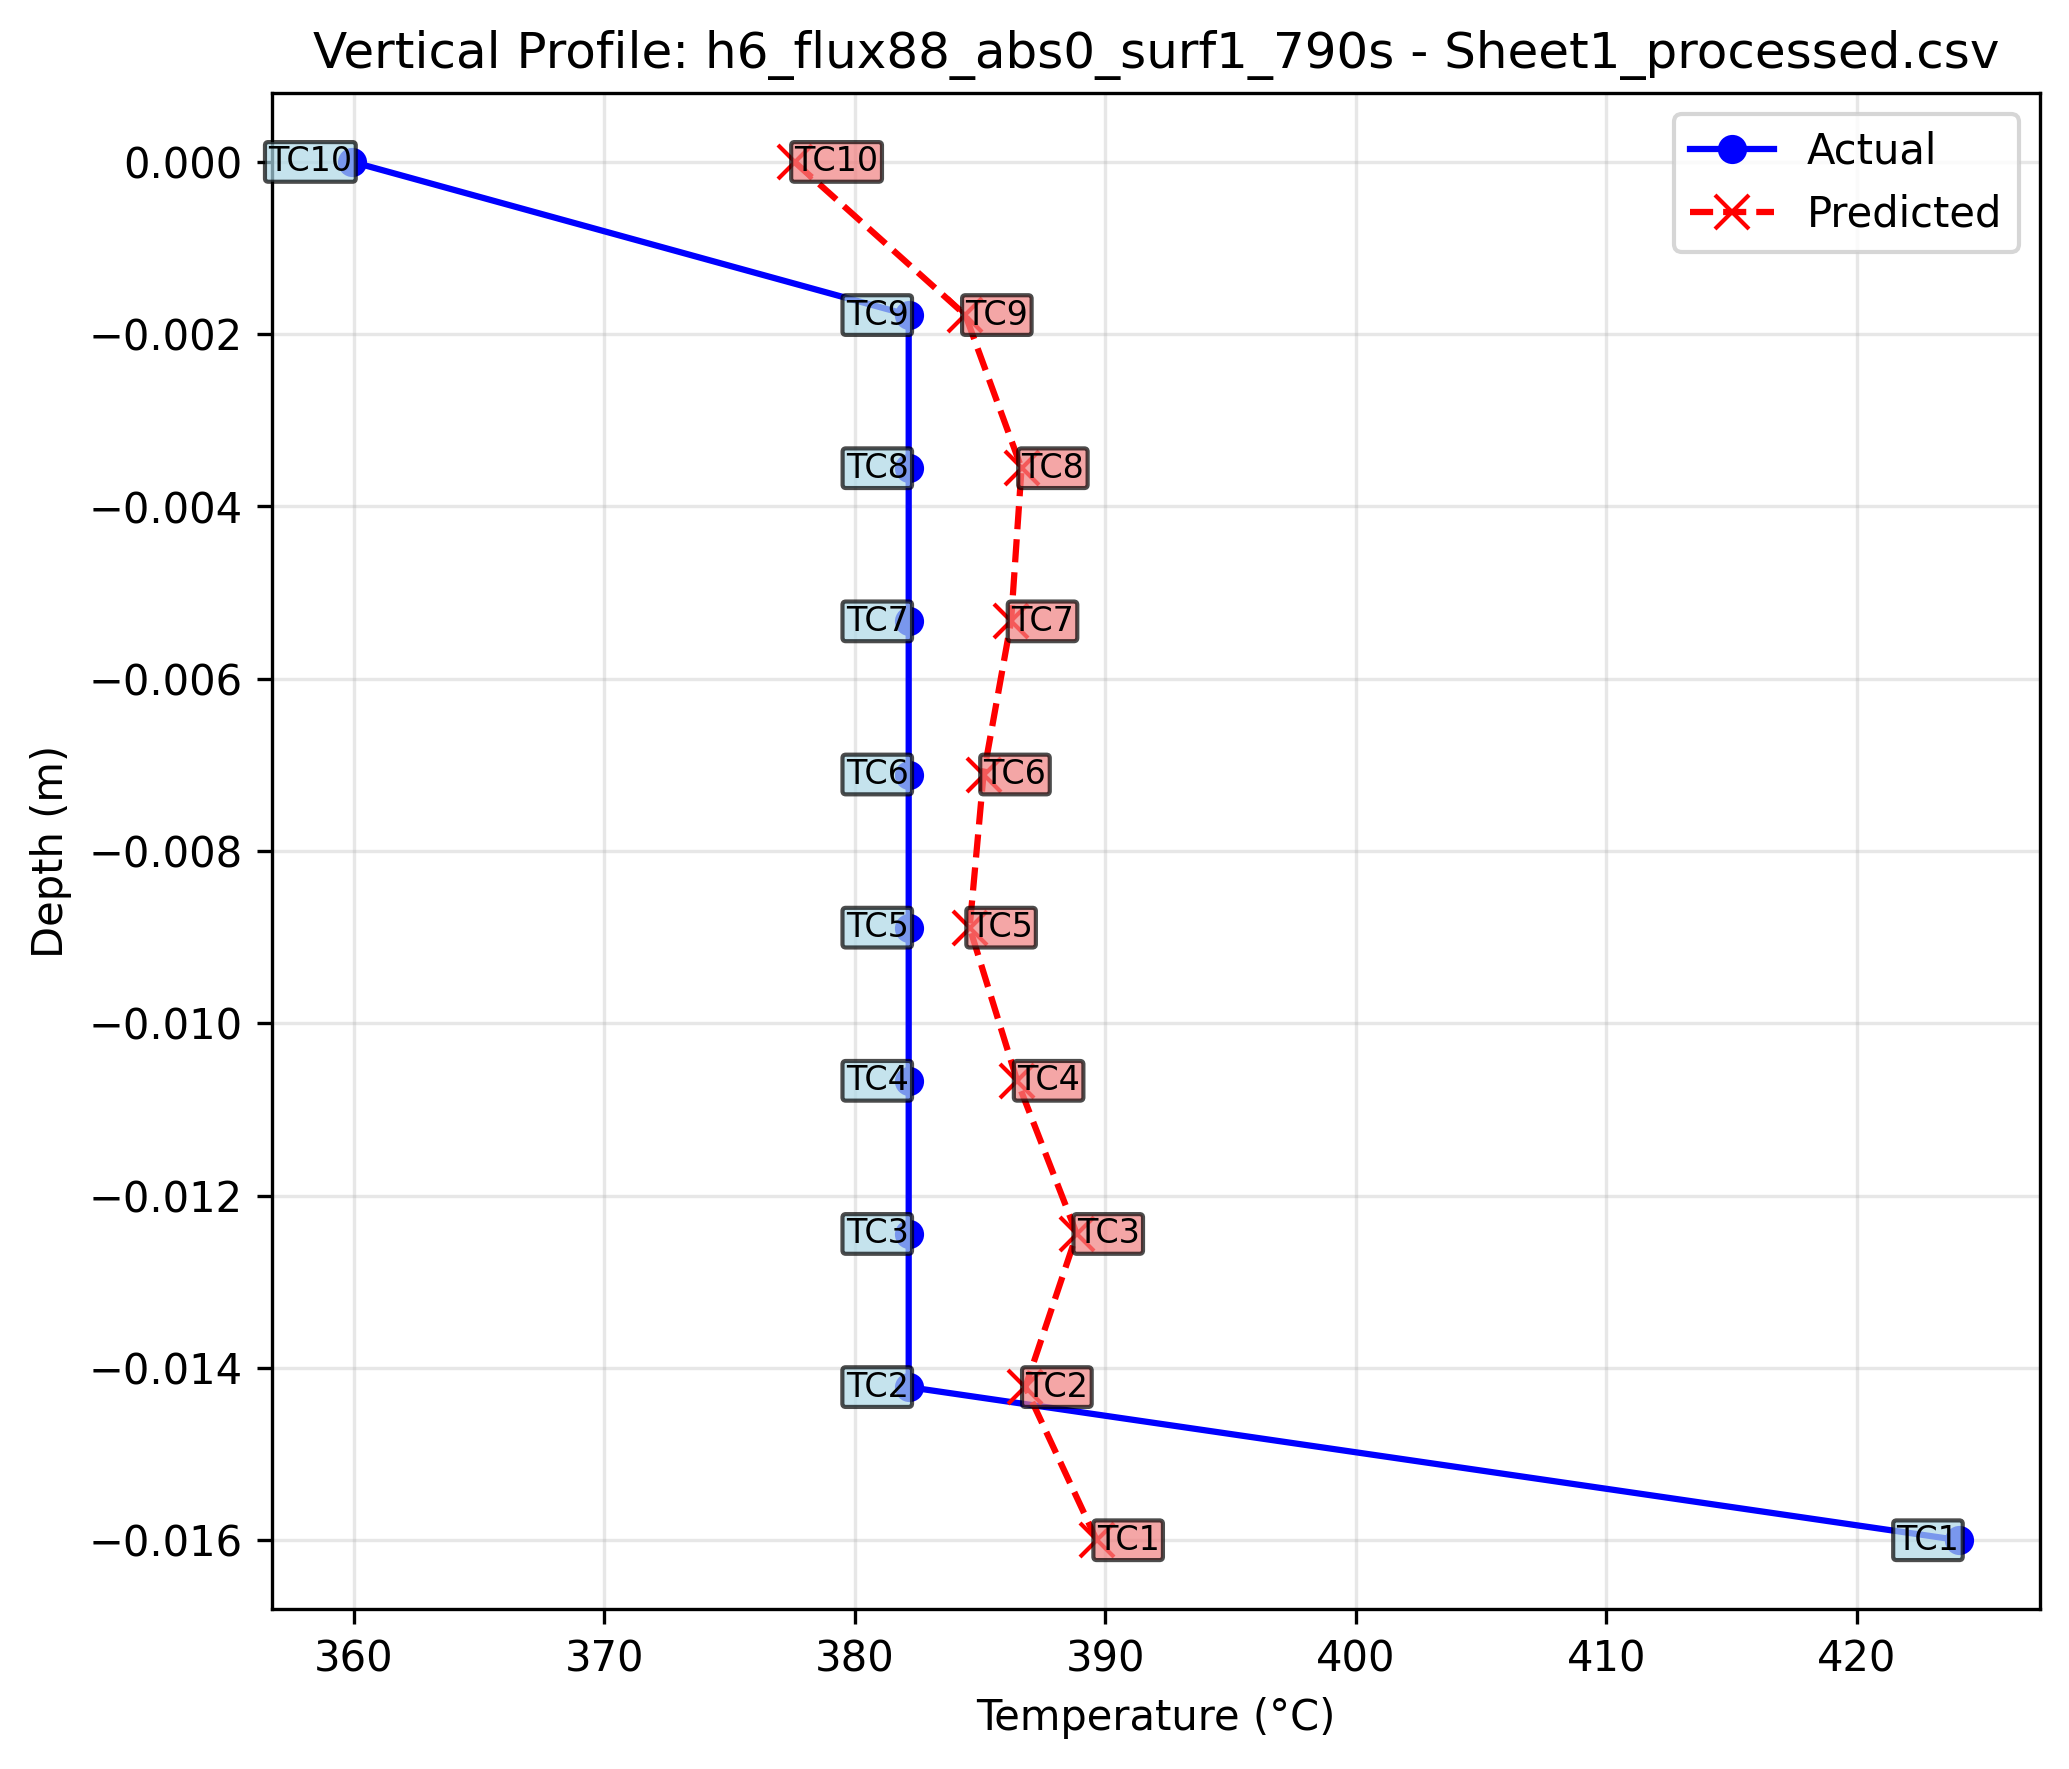 Vertical Profile: h6_flux88_abs0_surf1_790s - Sheet1_processed.csv
Actual
Predicted
0.000
−0.002
−0.004
−0.006
−0.008
−0.010
−0.012
−0.014
−0.016
Depth (m)
TC10 TC10
TC9 TC9
TC8 TC8
TC7 TC7
TC6 TC6
TC5 TC5
TC4 TC4
TC3 TC3
TC2 TC2
TC1 TC1
360 370 380 390 400 410 420
Temperature (°C)